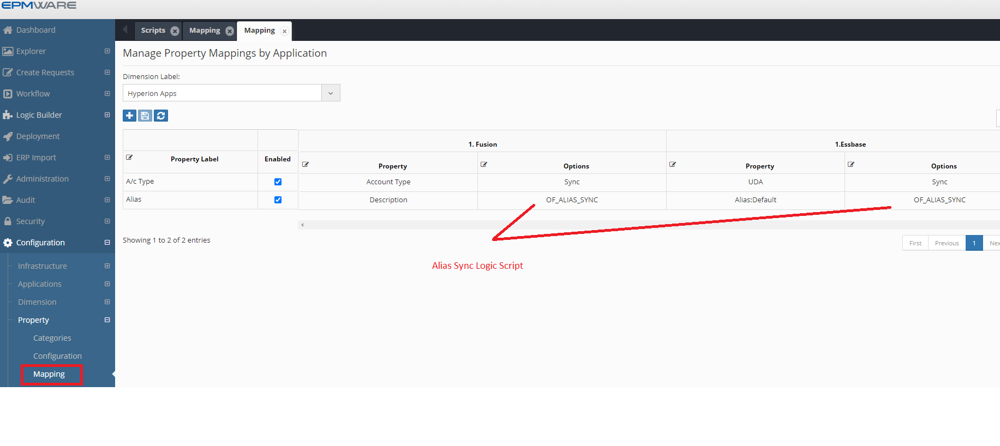 EPMWARE
Dashboard
Explorer
Create Requests
Workflow
Logic Builder
Deployment
ERP Import
Administration
Audit
Security
Configuration
Infrastructure
Applications
Dimension
Property
Categories
Configuration
Mapping
Scripts Mapping Mapping
Manage Property Mappings by Application
Dimension Label:
Hyperion Apps
1. Fusion 1.Essbase
Property Label Enabled Property Options Property Options
A/c Type Account Type Sync UDA Sync
Alias Description OF_ALIAS_SYNC Alias:Default OF_ALIAS_SYNC
Showing 1 to 2 of 2 entries
First Previous 1 Nex
Alias Sync Logic Script